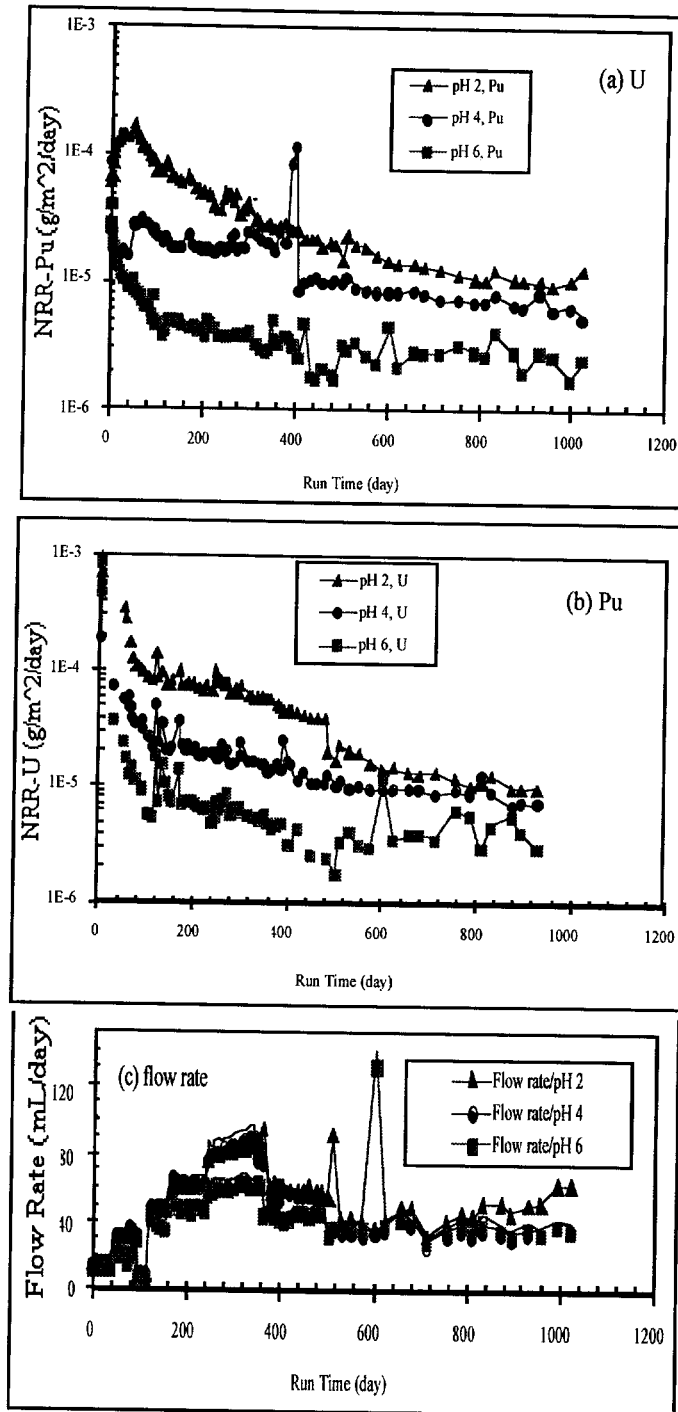 1E-3
1E-4
1E-5
1E-6
NRR-Pu (g/m^2/day)
(a) U
pH 2, Pu
pH 4, Pu
pH 6, Pu
0 200 400 600 800 1000 1200
Run Time (day)
1E-3
1E-4
1E-5
1E-6
NRR-U (g/m^2/day)
(b) Pu
pH 2, U
pH 4, U
pH 6, U
0 200 400 600 800 1000 1200
Run Time (day)
(c) flow rate
Flow Rate (mL/day)
120
80
40
0
Flow rate/pH 2
Flow rate/pH 4
Flow rate/pH 6
0 200 400 600 800 1000 1200
Run Time (day)